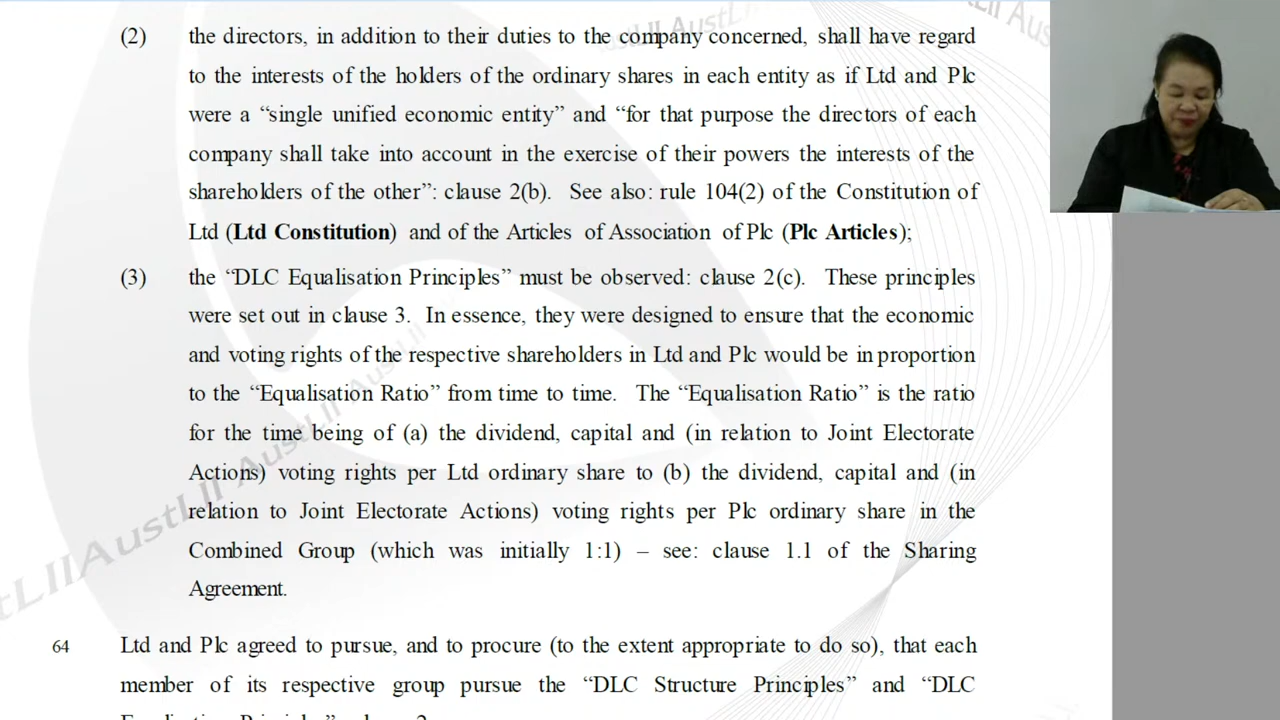 AustLII AustLII
(2) the directors, in addition to their duties to the company concerned, shall have regard
to the interests of the holders of the ordinary shares in each entity as if Ltd and Plc
were a “single unified economic entity” and “for that purpose the directors of each
company shall take into account in the exercise of their powers the interests of the
shareholders of the other”: clause 2(b). See also: rule 104(2) of the Constitution of
Ltd (Ltd Constitution) and of the Articles of Association of Plc (Plc Articles);
(3) the “DLC Equalisation Principles” must be observed: clause 2(c). These principles
were set out in clause 3. In essence, they were designed to ensure that the economic
and voting rights of the respective shareholders in Ltd and Plc would be in proportion
to the “Equalisation Ratio” from time to time. The “Equalisation Ratio” is the ratio
for the time being of (a) the dividend, capital and (in relation to Joint Electorate
Actions) voting rights per Ltd ordinary share to (b) the dividend, capital and (in
relation to Joint Electorate Actions) voting rights per Plc ordinary share in the
Combined Group (which was initially 1:1) – see: clause 1.1 of the Sharing
Agreement.
AustLII AustLII AustLII
64 Ltd and Plc agreed to pursue, and to procure (to the extent appropriate to do so), that each
member of its respective group pursue the “DLC Structure Principles” and “DLC